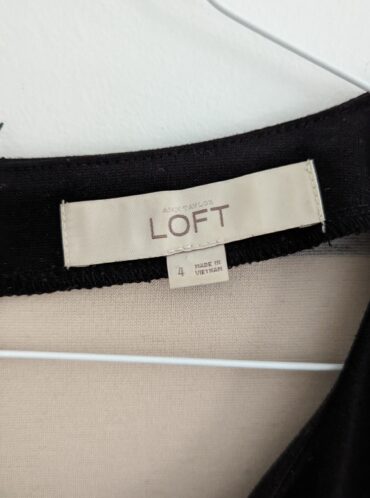 ANN TAYLOR
LOFT
4
MADE IN
VIETNAM